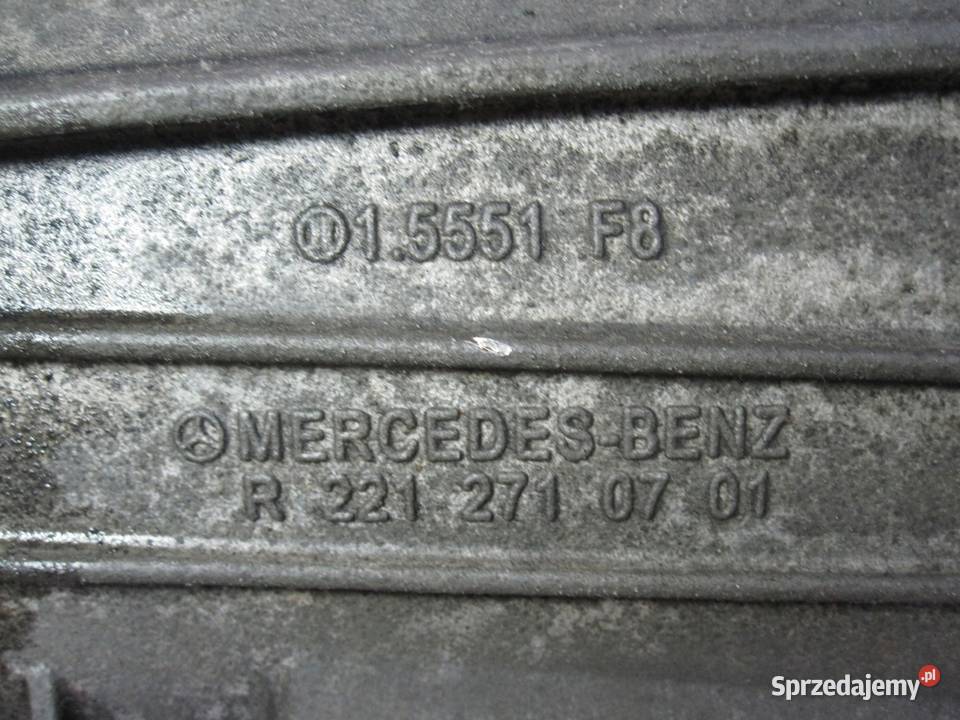 1.5551 F8
MERCEDES-BENZ
R 221 271 07 01
Sprzedajemy.pl